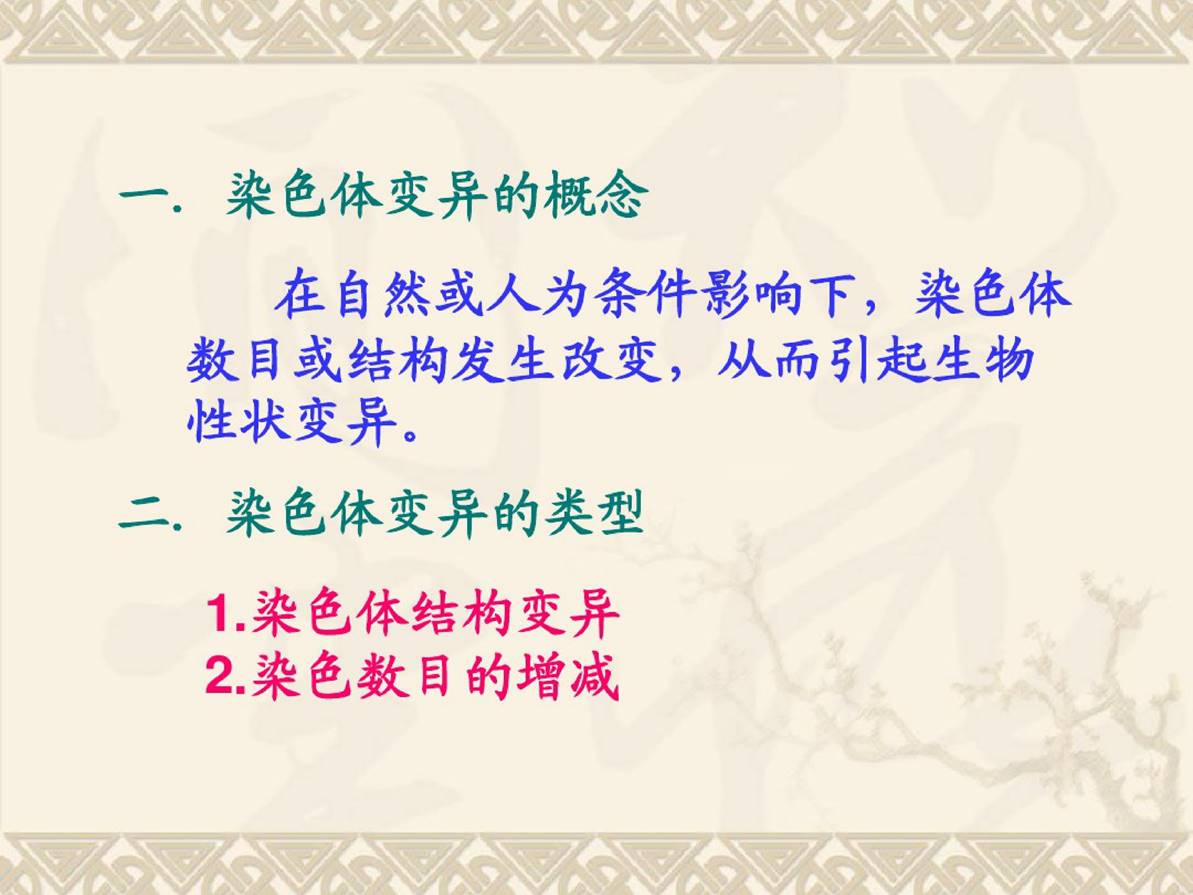 一. 染色体变异的概念
在自然或人为条件影响下，染色体
数目或结构发生改变，从而引起生物
性状变异。
二. 染色体变异的类型
1.染色体结构变异
2.染色数目的增减